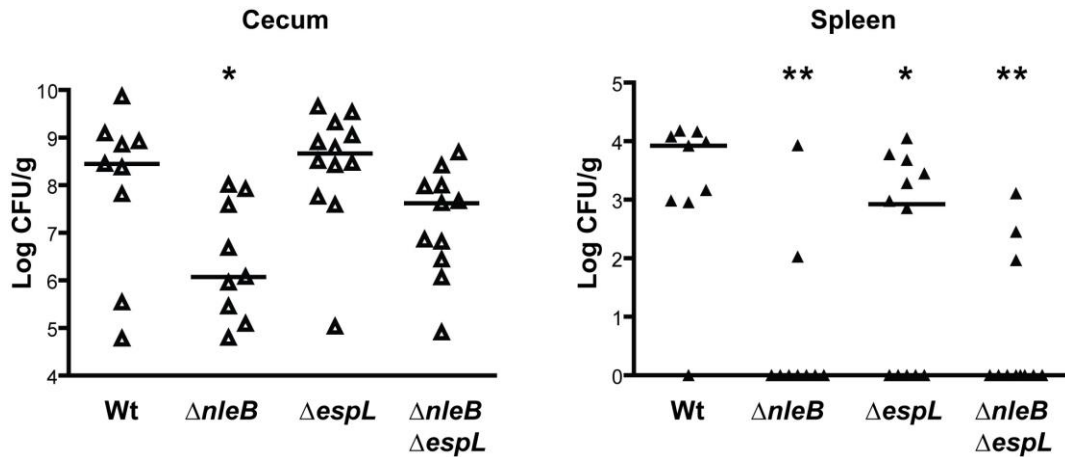 Cecum
*
Log CFU/g
10
9
8
7
6
5
4
Wt
ΔnleB
ΔespL
ΔnleB
ΔespL
Spleen
**
*
**
Log CFU/g
5
4
3
2
1
0
Wt
ΔnleB
ΔespL
ΔnleB
ΔespL